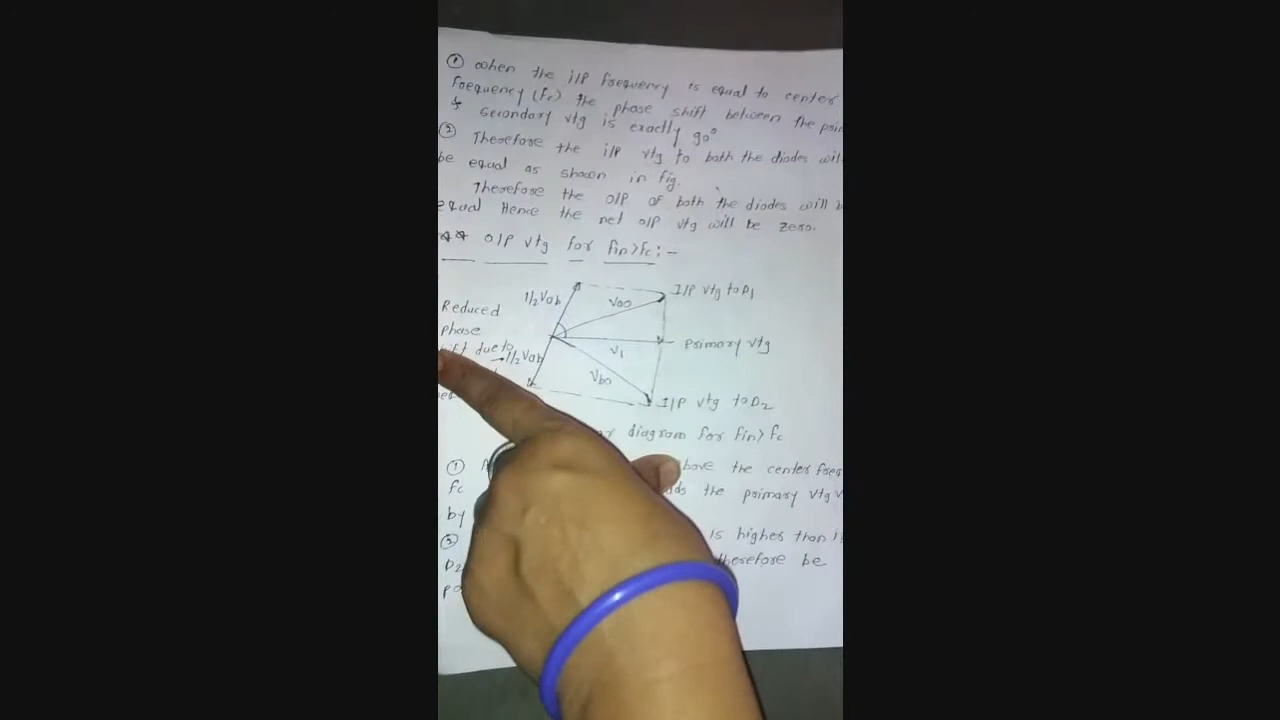 ① When the i/p frequency is equal to center
frequency (fc) the phase shift between the
& secondary vtg is exactly 90°
② Therefore the i/p vtg to both the diodes
be equal as shown in fig.
Therefore the o/p of both the diodes will
equal Hence the net o/p vtg will be zero.
** o/p vtg for fin>fc:-
1/2 Vab Vao I/P vtg to D1
Reduced
phase
due to
V1 Primary vtg
-1/2 Vab
Vbo I/P vtg to D2
diagram for fin>fc
① the center
fc the primary vtg
by
② is higher than
D2 therefore be